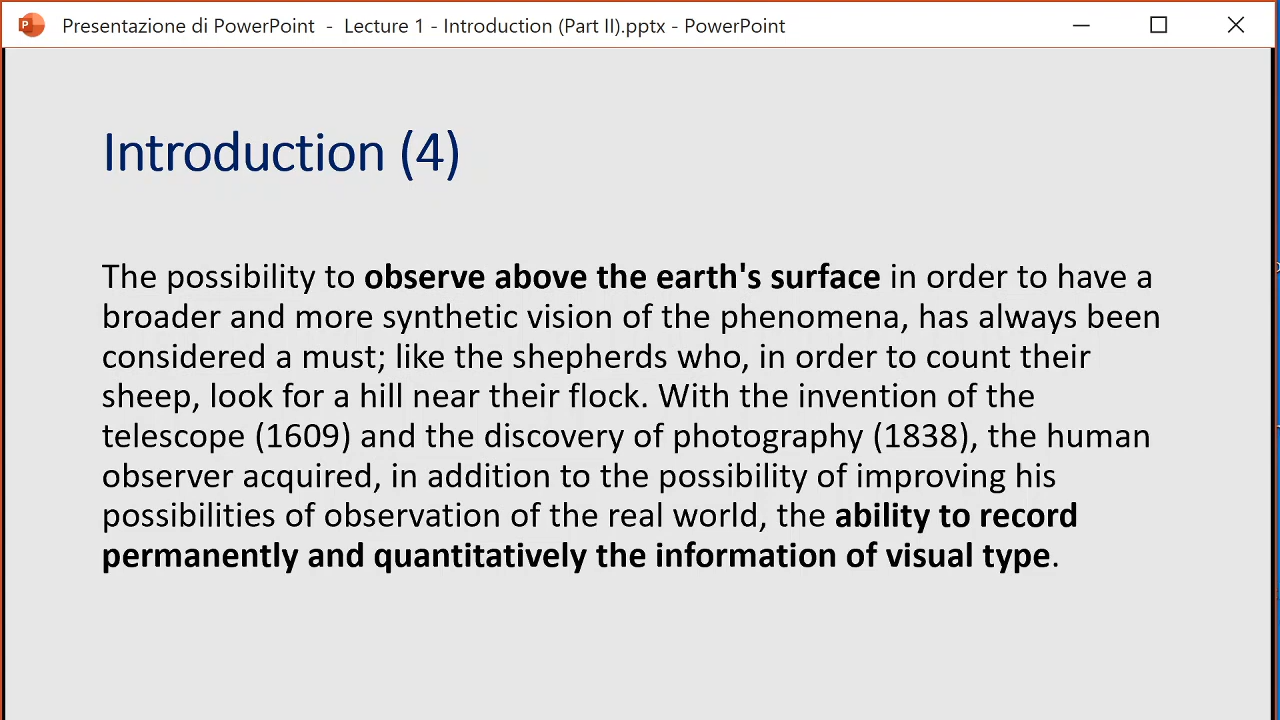 Presentazione di PowerPoint - Lecture 1 - Introduction (Part II).pptx - PowerPoint
Introduction (4)
The possibility to observe above the earth's surface in order to have a
broader and more synthetic vision of the phenomena, has always been
considered a must; like the shepherds who, in order to count their
sheep, look for a hill near their flock. With the invention of the
telescope (1609) and the discovery of photography (1838), the human
observer acquired, in addition to the possibility of improving his
possibilities of observation of the real world, the ability to record
permanently and quantitatively the information of visual type.